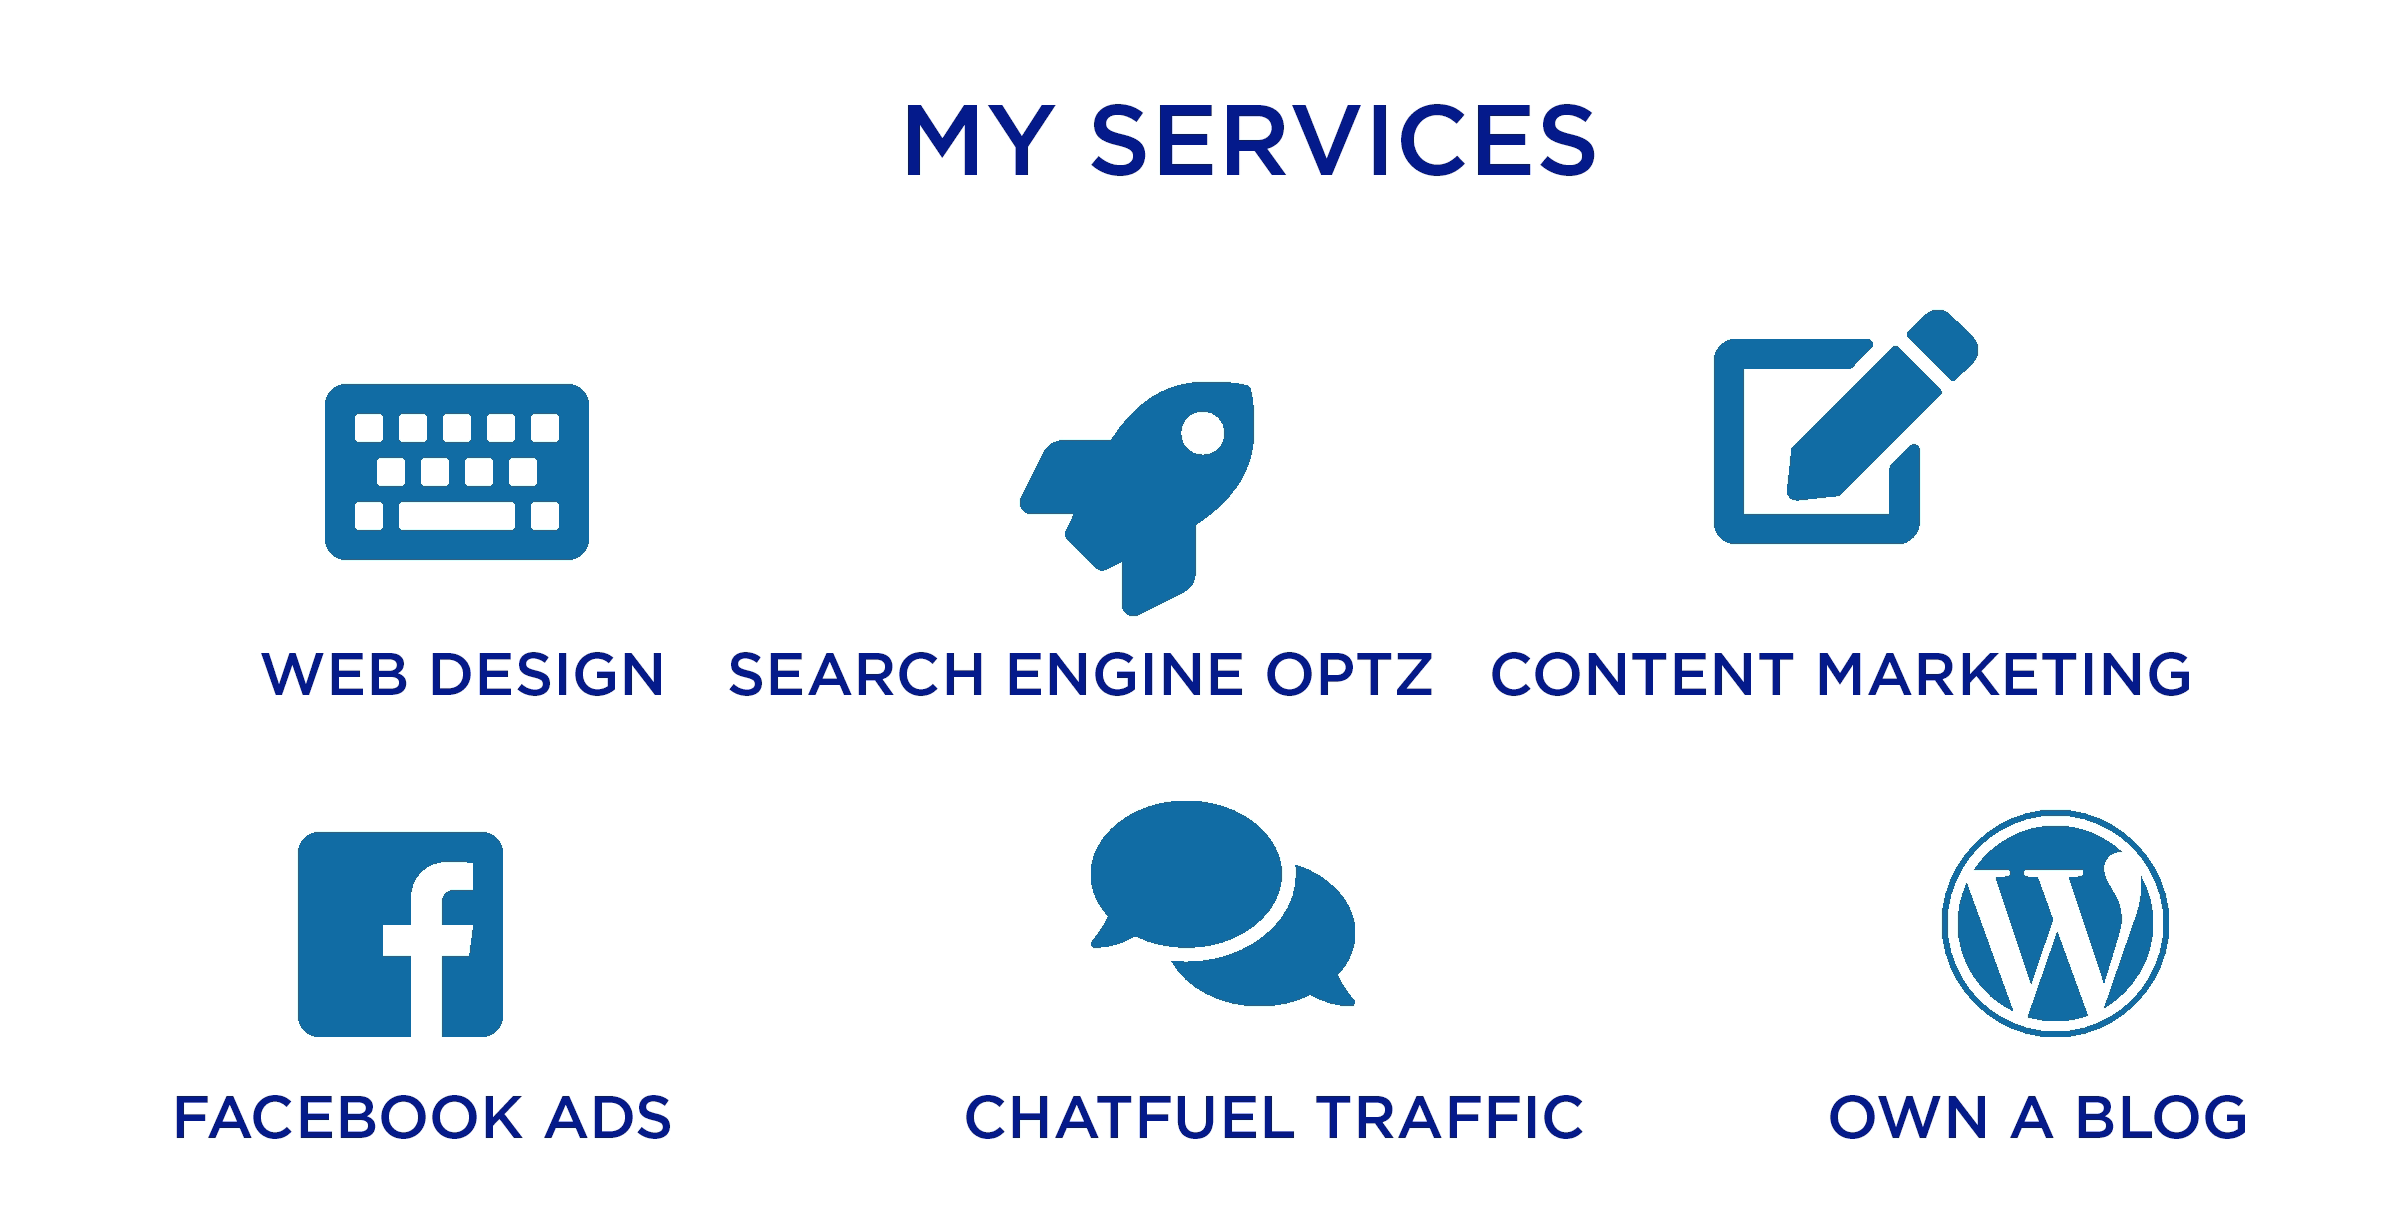 MY SERVICES
WEB DESIGN
SEARCH ENGINE OPTZ
CONTENT MARKETING
FACEBOOK ADS
CHATFUEL TRAFFIC
OWN A BLOG